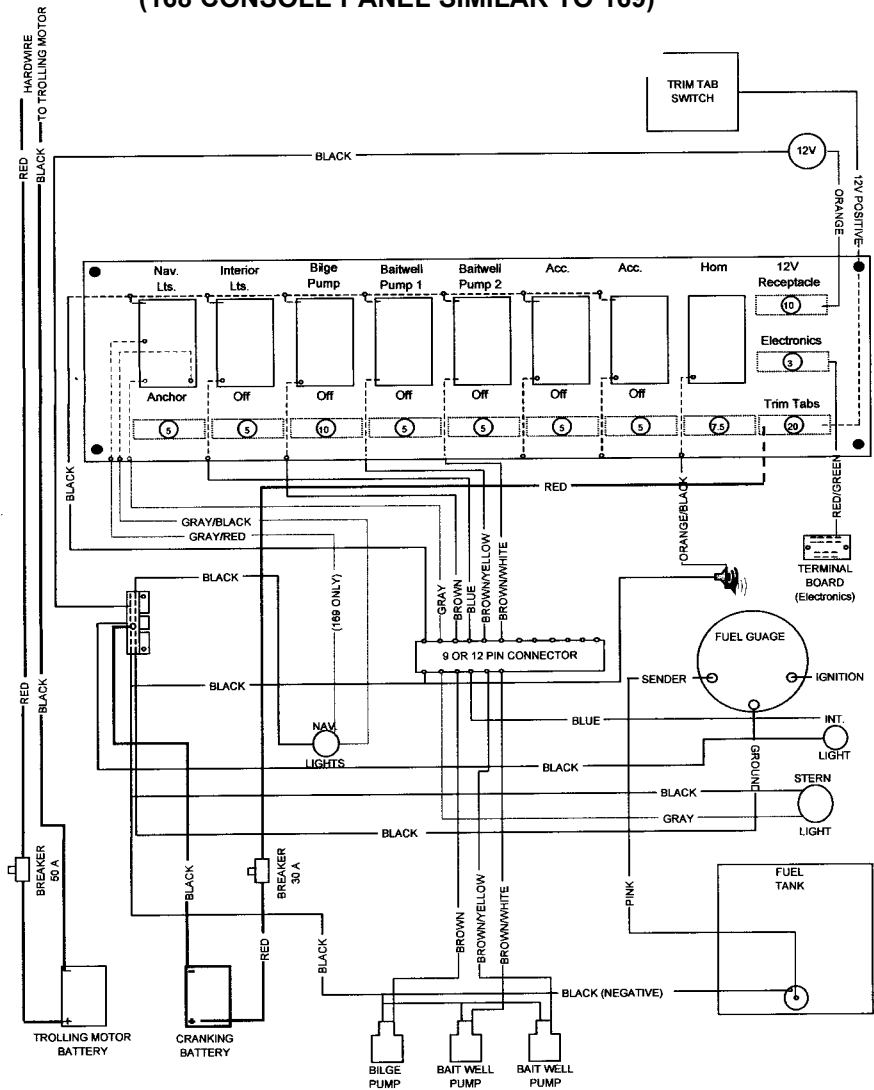 (168 CONSOLE PANEL SIMILAR TO 169)
HARDWIRE
TO TROLLING MOTOR
RED
BLACK
TRIM TAB
SWITCH
BLACK
12V
ORANGE
12V POSITIVE
Nav.
Lts.
Interior
Lts.
Bilge
Pump
Baitwell
Pump 1
Baitwell
Pump 2
Acc.
Acc.
Horn
12V
Receptacle
10
Electronics
3
Anchor
Off
Off
Off
Off
Off
Off
Trim Tabs
5
5
10
5
5
5
5
7.5
20
BLACK
RED
ORANGE/BLACK
RED/GREEN
GRAY/BLACK
GRAY/RED
BLACK
(169 ONLY)
GRAY
BROWN
BLUE
BROWN/YELLOW
BROWN/WHITE
TERMINAL
BOARD
(Electronics)
9 OR 12 PIN CONNECTOR
FUEL GUAGE
SENDER
IGNITION
RED
BLACK
BLACK
NAV.
LIGHTS
BLUE
INT.
LIGHT
BLACK
GROUND
STERN
LIGHT
BLACK
GRAY
BLACK
BREAKER
50 A
BLACK
BREAKER
30 A
RED
BLACK
BROWN
BROWN/YELLOW
BROWN/WHITE
PINK
FUEL
TANK
BLACK (NEGATIVE)
TROLLING MOTOR
BATTERY
CRANKING
BATTERY
BILGE
PUMP
BAIT WELL
PUMP
BAIT WELL
PUMP